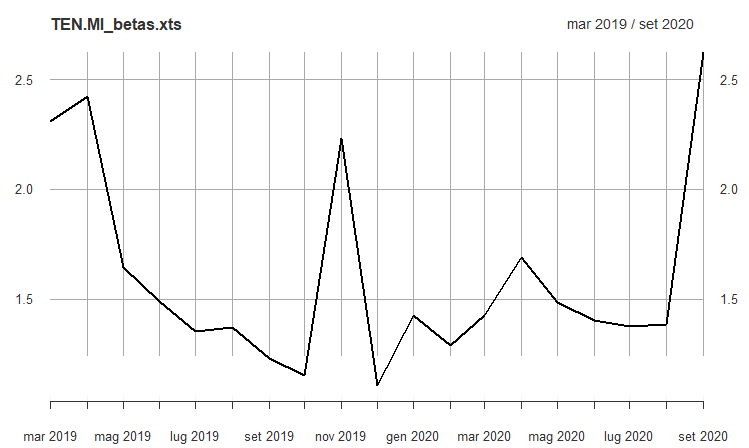 TEN.MI_betas.xts mar 2019 / set 2020
2.5 2.5
2.0 2.0
1.5 1.5
mar 2019 mag 2019 lug 2019 set 2019 nov 2019 gen 2020 mar 2020 mag 2020 lug 2020 set 2020